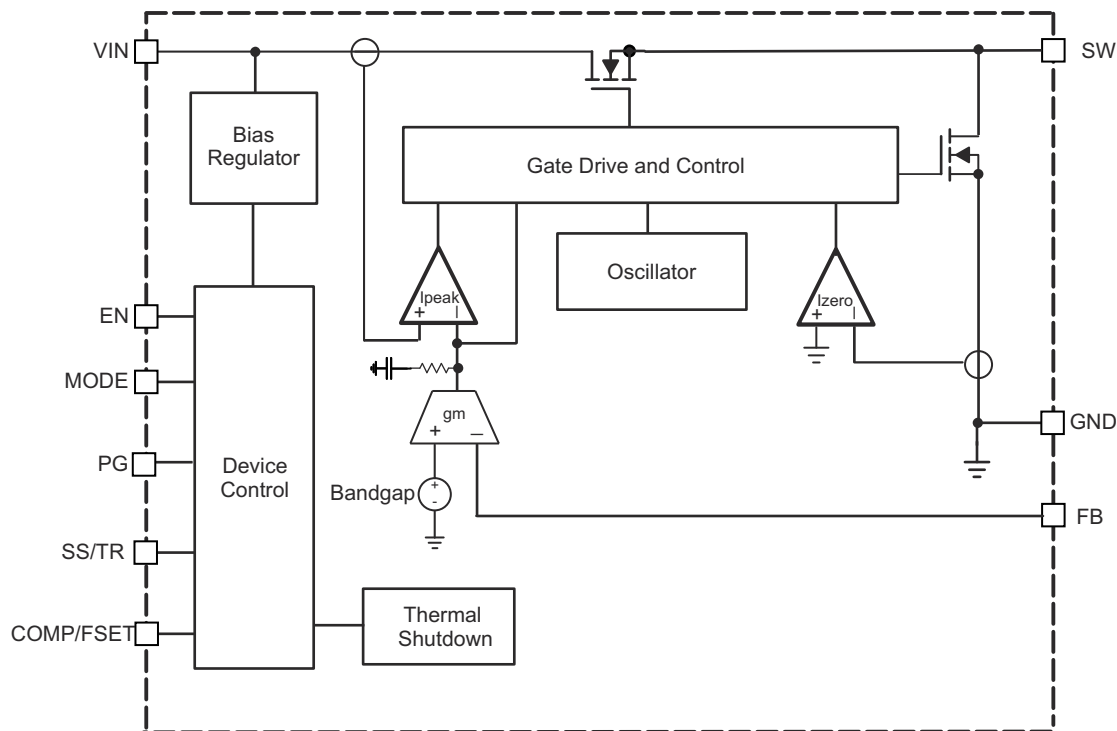 VIN
SW
Bias
Regulator
Gate Drive and Control
Oscillator
Ipeak
+ −
Izero
+ −
EN
MODE
PG
SS/TR
COMP/FSET
Device
Control
gm
+ −
Bandgap
+
-
GND
FB
Thermal
Shutdown